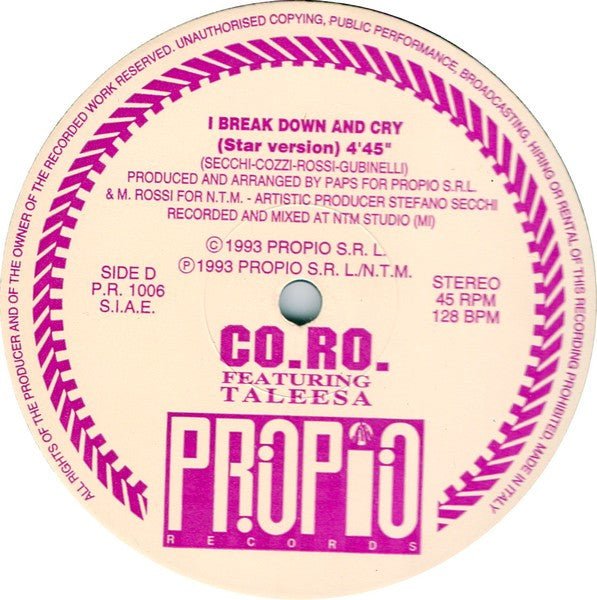 ALL RIGHTS OF THE PRODUCER AND OF THE OWNER OF THE RECORDED WORK RESERVED. UNAUTHORISED COPYING, PUBLIC PERFORMANCE, BROADCASTING, HIRING OR RENTAL OF THIS RECORDING PROHIBITED. MADE IN ITALY
I BREAK DOWN AND CRY
(Star version) 4'45"
(SECCHI-COZZI-ROSSI-GUBINELLI)
PRODUCED AND ARRANGED BY PAPS FOR PROPIO S.R.L.
& M. ROSSI FOR N.T.M. - ARTISTIC PRODUCER STEFANO SECCHI
RECORDED AND MIXED AT NTM STUDIO (MI)
© 1993 PROPIO S. R. L.
℗ 1993 PROPIO S. R. L./N.T.M.
SIDE D
P.R. 1006
S.I.A.E.
STEREO
45 RPM
128 BPM
CO.RO.
FEATURING
TALEESA
PROPIO
RECORDS